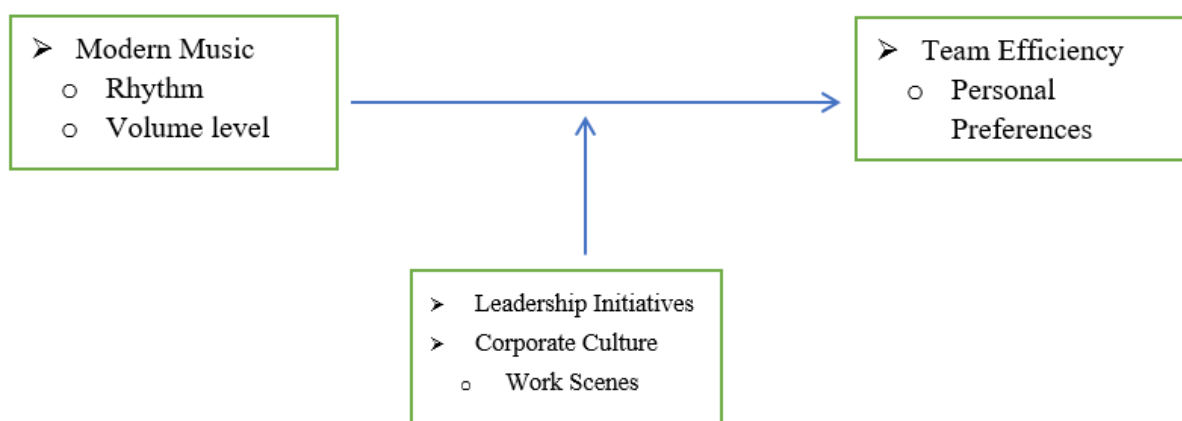 ➢ Modern Music
o Rhythm
o Volume level
➢ Team Efficiency
o Personal
Preferences
➢ Leadership Initiatives
➢ Corporate Culture
o Work Scenes